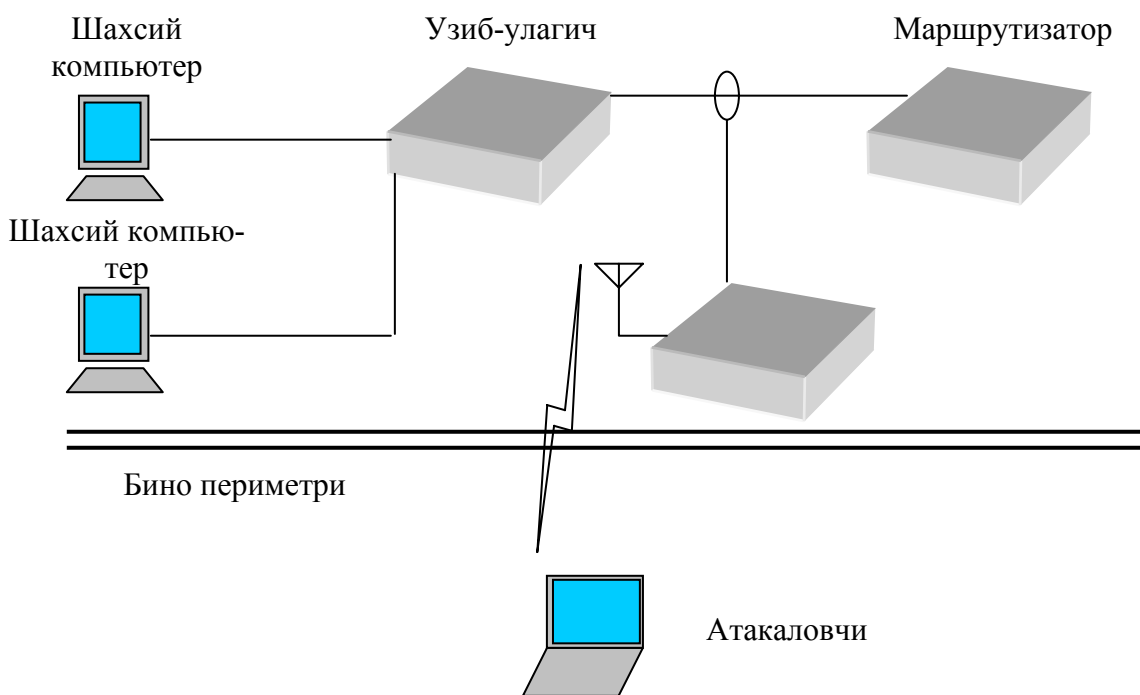 Шахсий
компьютер
Узиб-улагич
Маршрутизатор
Шахсий компью-
тер
Бино периметри
Атакаловчи